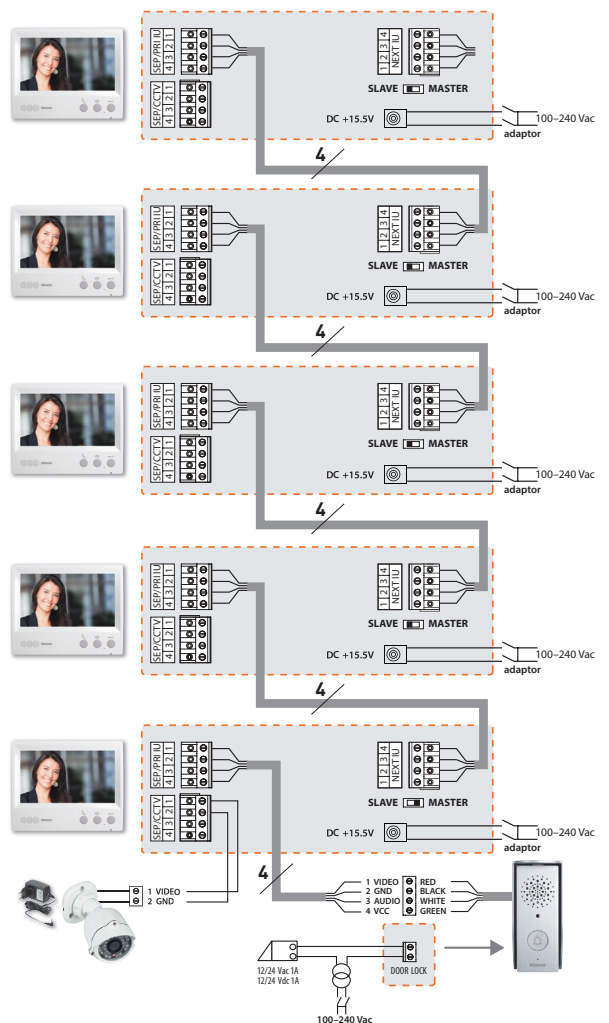 SEP/PRI IU
4 3 2 1
1 2 3 4
NEXT IU
SLAVE MASTER
SEP/CCTV
4 3 2 1
DC +15.5V
100–240 Vac
adaptor
4
SEP/PRI IU
4 3 2 1
1 2 3 4
NEXT IU
SLAVE MASTER
SEP/CCTV
4 3 2 1
DC +15.5V
100–240 Vac
adaptor
4
SEP/PRI IU
4 3 2 1
1 2 3 4
NEXT IU
SLAVE MASTER
SEP/CCTV
4 3 2 1
DC +15.5V
100–240 Vac
adaptor
4
SEP/PRI IU
4 3 2 1
1 2 3 4
NEXT IU
SLAVE MASTER
SEP/CCTV
4 3 2 1
DC +15.5V
100–240 Vac
adaptor
4
SEP/PRI IU
4 3 2 1
1 2 3 4
NEXT IU
SLAVE MASTER
SEP/CCTV
4 3 2 1
DC +15.5V
100–240 Vac
adaptor
4
1 VIDEO
2 GND
1 VIDEO RED
2 GND BLACK
3 AUDIO WHITE
4 VCC GREEN
12/24 Vac 1A
12/24 Vdc 1A
DOOR LOCK
100–240 Vac